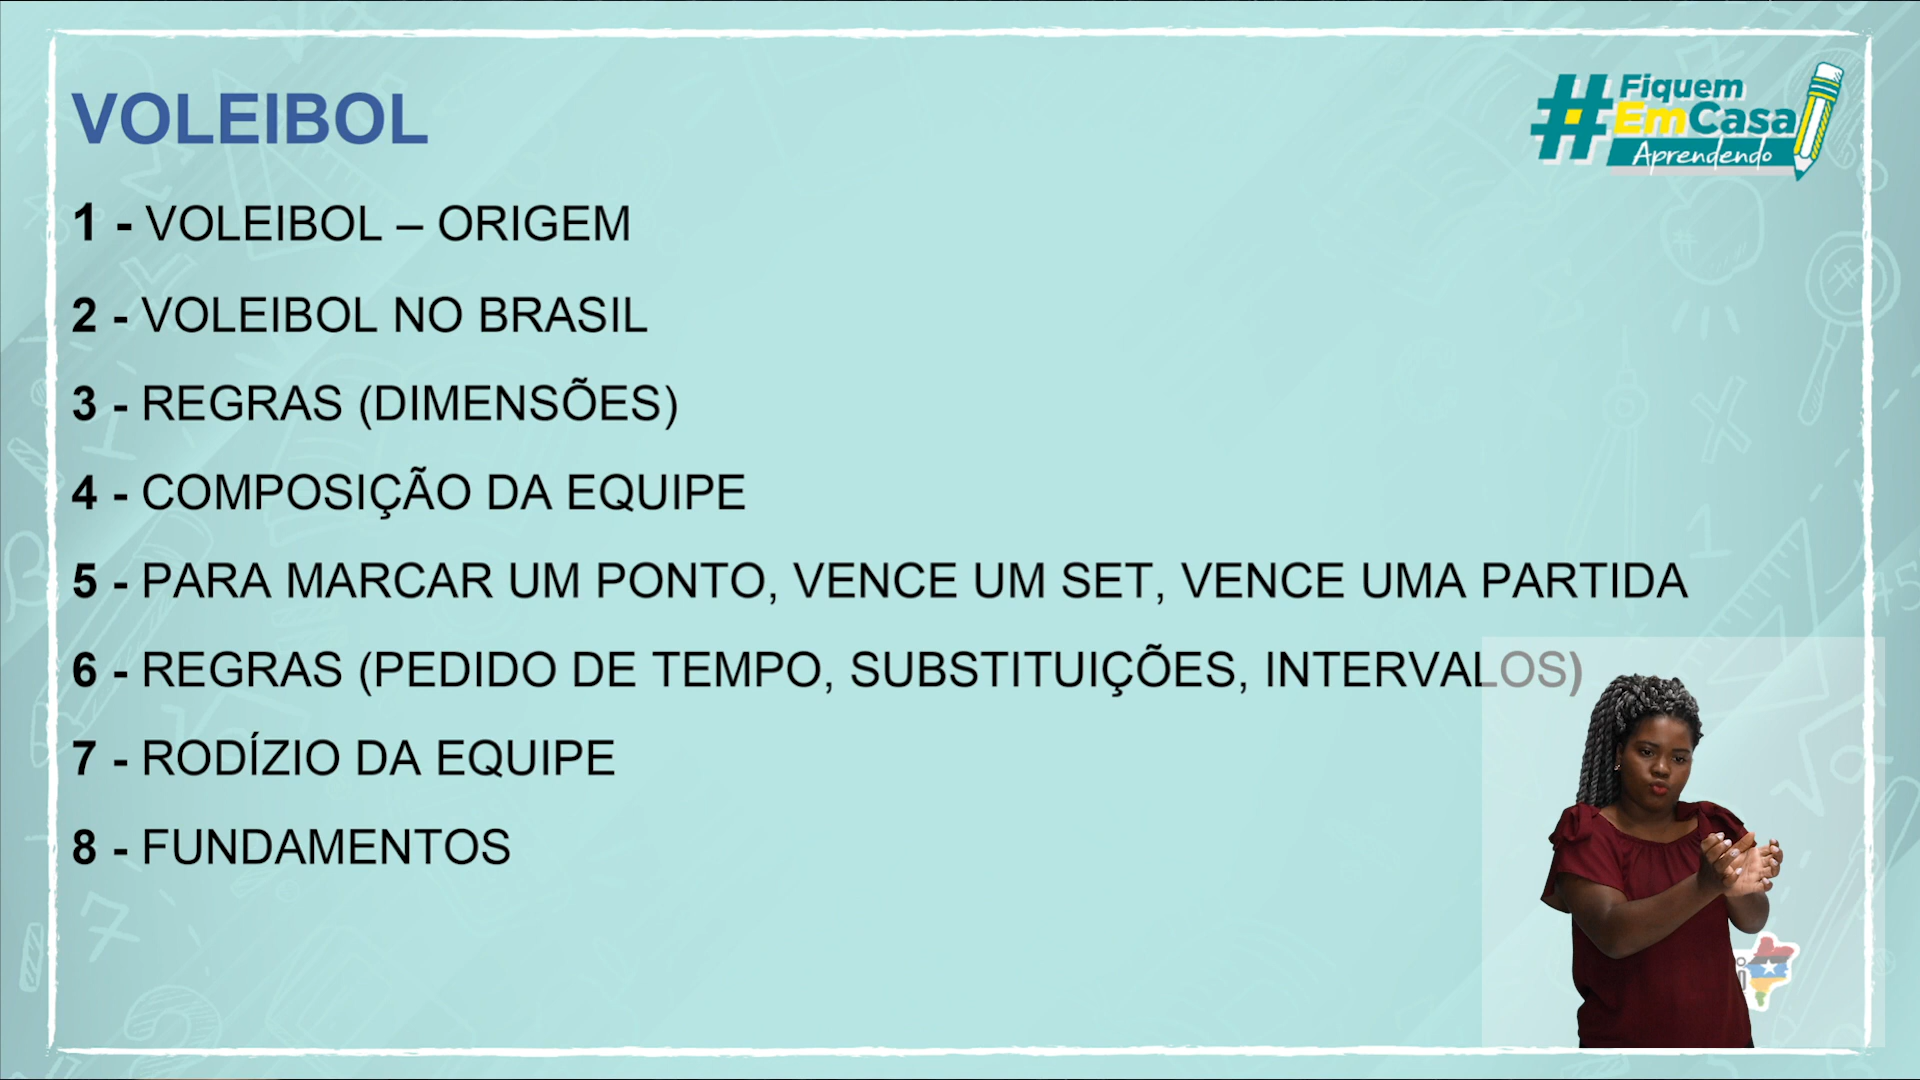 VOLEIBOL
#Fiquem
EmCasa
Aprendendo
1 - VOLEIBOL – ORIGEM
2 - VOLEIBOL NO BRASIL
3 - REGRAS (DIMENSÕES)
4 - COMPOSIÇÃO DA EQUIPE
5 - PARA MARCAR UM PONTO, VENCE UM SET, VENCE UMA PARTIDA
6 - REGRAS (PEDIDO DE TEMPO, SUBSTITUIÇÕES, INTERVALOS)
7 - RODÍZIO DA EQUIPE
8 - FUNDAMENTOS